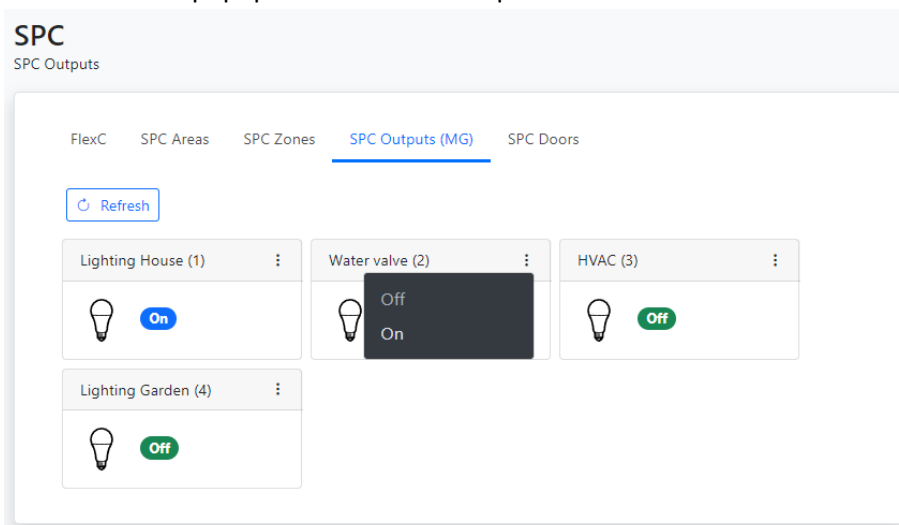 SPC
SPC Outputs
FlexC SPC Areas SPC Zones SPC Outputs (MG) SPC Doors
Refresh
Lighting House (1)
On
Water valve (2)
Off
On
HVAC (3)
Off
Lighting Garden (4)
Off